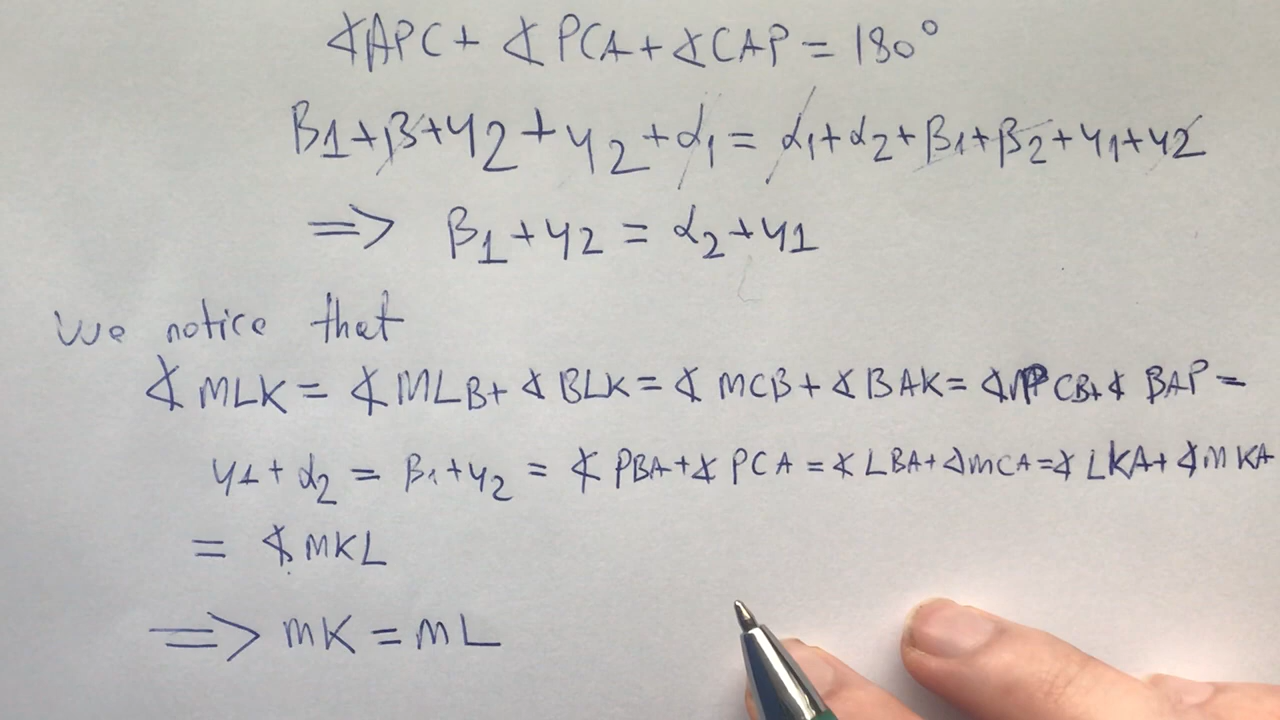 ∢APC + ∢PCA + ∢CAP = 180°
β1+β+γ2+γ2+α1 = α1+α2+β1+β2+γ1+γ2
=> β1+γ2 = α2+γ1
We notice that
∢MLK = ∢MLB + ∢BLK = ∢MCB + ∢BAK = ∢PCB + ∢BAP =
γ1+α2 = β1+γ2 = ∢PBA + ∢PCA = ∢LBA + ∢MCA = ∢LKA + ∢MKA
= ∢MKL
=> MK = ML